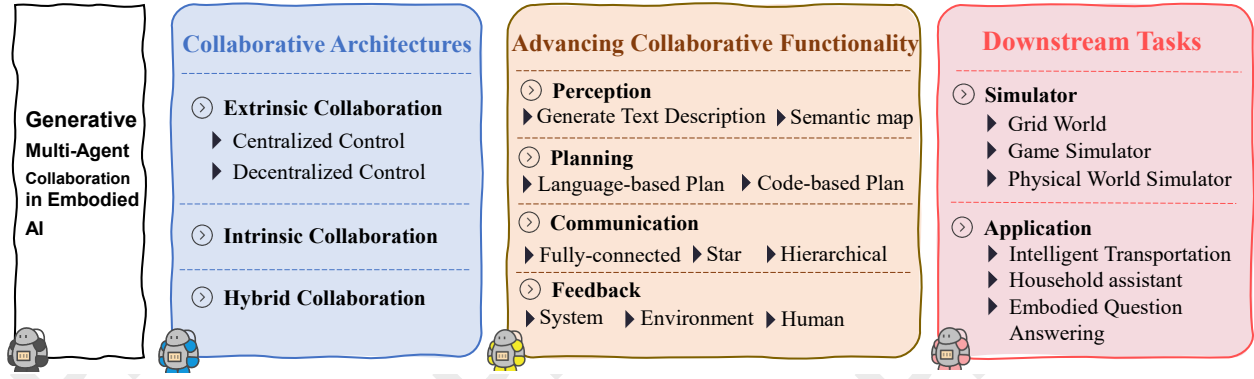 Generative
Multi-Agent
Collaboration
in Embodied
AI
Collaborative Architectures
Extrinsic Collaboration
Centralized Control
Decentralized Control
Intrinsic Collaboration
Hybrid Collaboration
Advancing Collaborative Functionality
Perception
Generate Text Description Semantic map
Planning
Language-based Plan Code-based Plan
Communication
Fully-connected Star Hierarchical
Feedback
System Environment Human
Downstream Tasks
Simulator
Grid World
Game Simulator
Physical World Simulator
Application
Intelligent Transportation
Household assistant
Embodied Question
Answering